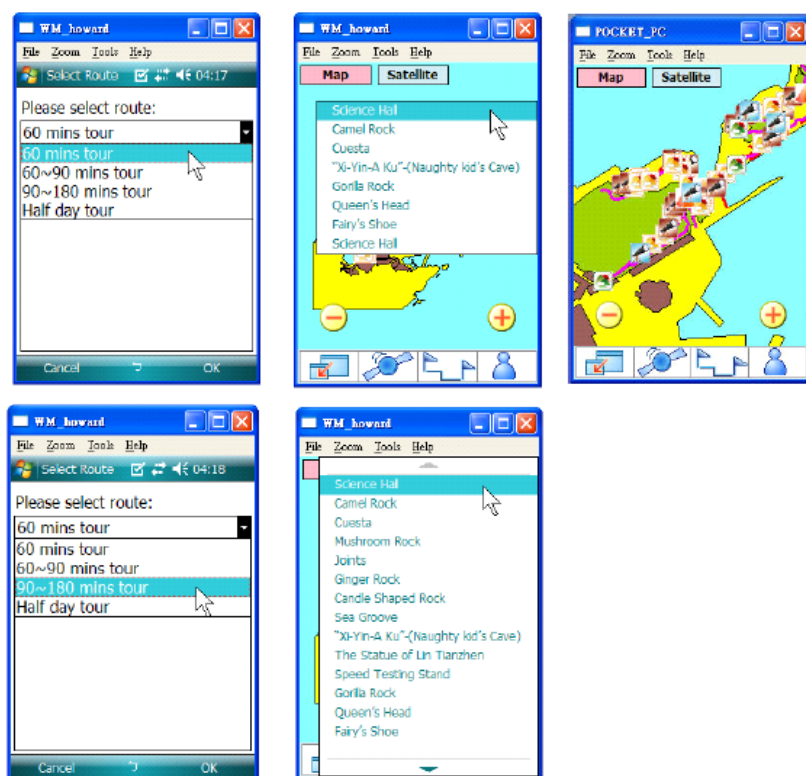 WM_howard
File Zoom Tools Help
Select Route 04:17
Please select route:
60 mins tour
60 mins tour
60~90 mins tour
90~180 mins tour
Half day tour
Cancel OK
WM_howard
File Zoom Tools Help
Map Satellite
Science Hall
Camel Rock
Cuesta
"Xi-Yin-A Ku"-(Naughty kid's Cave)
Gorilla Rock
Queen's Head
Fairy's Shoe
Science Hall
POCKET_PC
File Zoom Tools Help
Map Satellite
WM_howard
File Zoom Tools Help
Select Route 04:18
Please select route:
60 mins tour
60 mins tour
60~90 mins tour
90~180 mins tour
Half day tour
Cancel OK
WM_howard
File Zoom Tools Help
Science Hall
Camel Rock
Cuesta
Mushroom Rock
Joints
Ginger Rock
Candle Shaped Rock
Sea Groove
"Xi-Yin-A Ku"-(Naughty kid's Cave)
The Statue of Lin Tianzhen
Speed Testing Stand
Gorilla Rock
Queen's Head
Fairy's Shoe